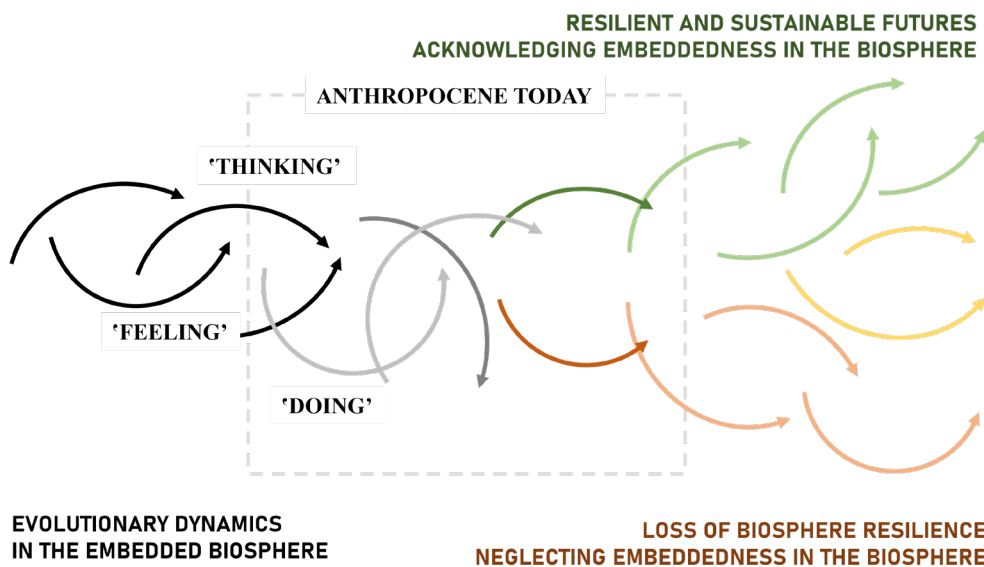 RESILIENT AND SUSTAINABLE FUTURES
ACKNOWLEDGING EMBEDDEDNESS IN THE BIOSPHERE
ANTHROPOCENE TODAY
‛THINKING’
‛FEELING’
‛DOING’
EVOLUTIONARY DYNAMICS
IN THE EMBEDDED BIOSPHERE
LOSS OF BIOSPHERE RESILIENCE
NEGLECTING EMBEDDEDNESS IN THE BIOSPHERE